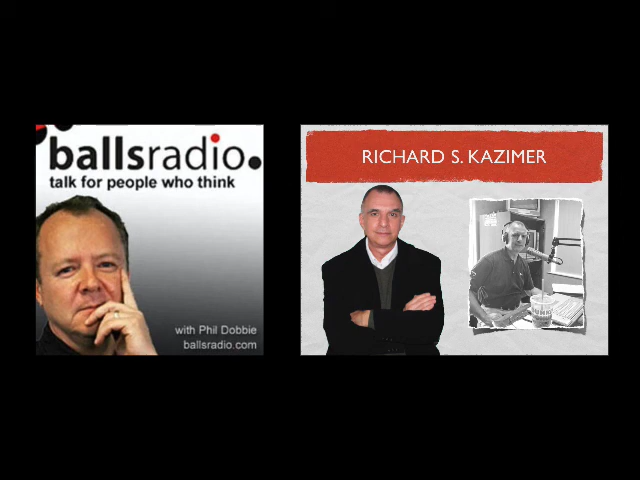 ballsradio.
talk for people who think
with Phil Dobbie
ballsradio.com
RICHARD S. KAZIMER